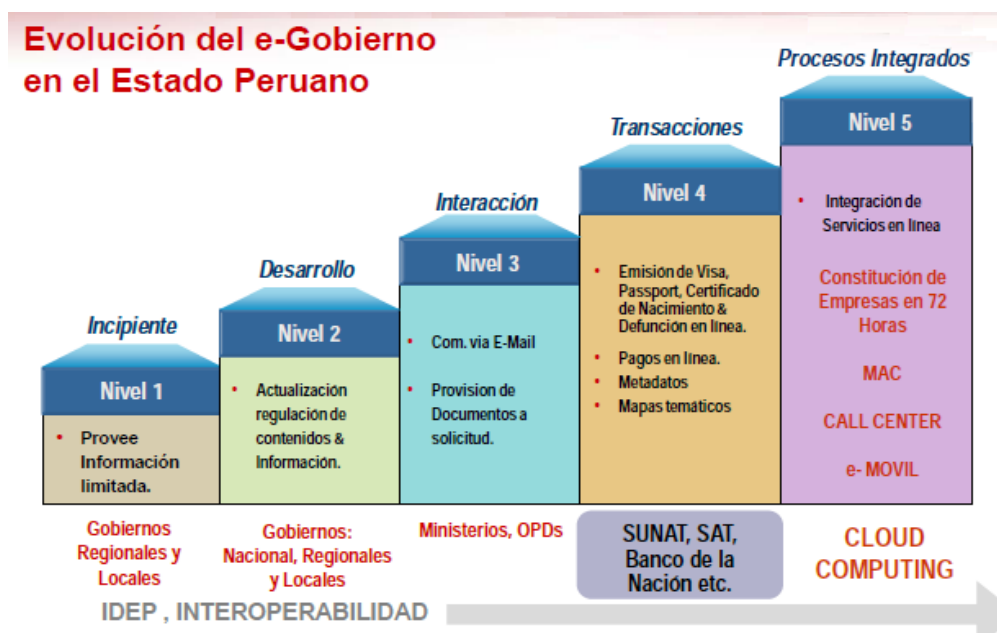 Evolución del e-Gobierno
en el Estado Peruano
Incipiente
Nivel 1
• Provee
Información
limitada.
Gobiernos
Regionales y
Locales
Desarrollo
Nivel 2
• Actualización
regulación de
contenidos &
Información.
Gobiernos:
Nacional, Regionales
y Locales
Interacción
Nivel 3
• Com. via E-Mail
• Provision de
Documentos a
solicitud.
Ministerios, OPDs
Transacciones
Nivel 4
• Emisión de Visa,
Passport, Certificado
de Nacimiento &
Defunción en línea.
• Pagos en línea.
• Metadatos
• Mapas temáticos
SUNAT, SAT,
Banco de la
Nación etc.
Procesos Integrados
Nivel 5
• Integración de
Servicios en línea
Constitución de
Empresas en 72
Horas
MAC
CALL CENTER
e- MOVIL
CLOUD
COMPUTING
IDEP , INTEROPERABILIDAD